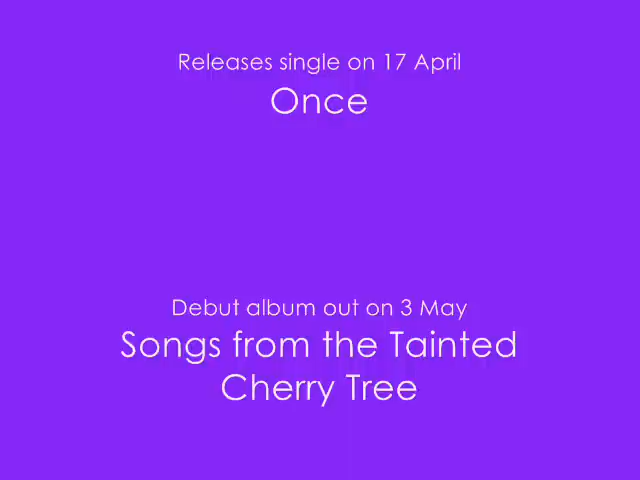 Releases single on 17 April
Once
Debut album out on 3 May
Songs from the Tainted
Cherry Tree